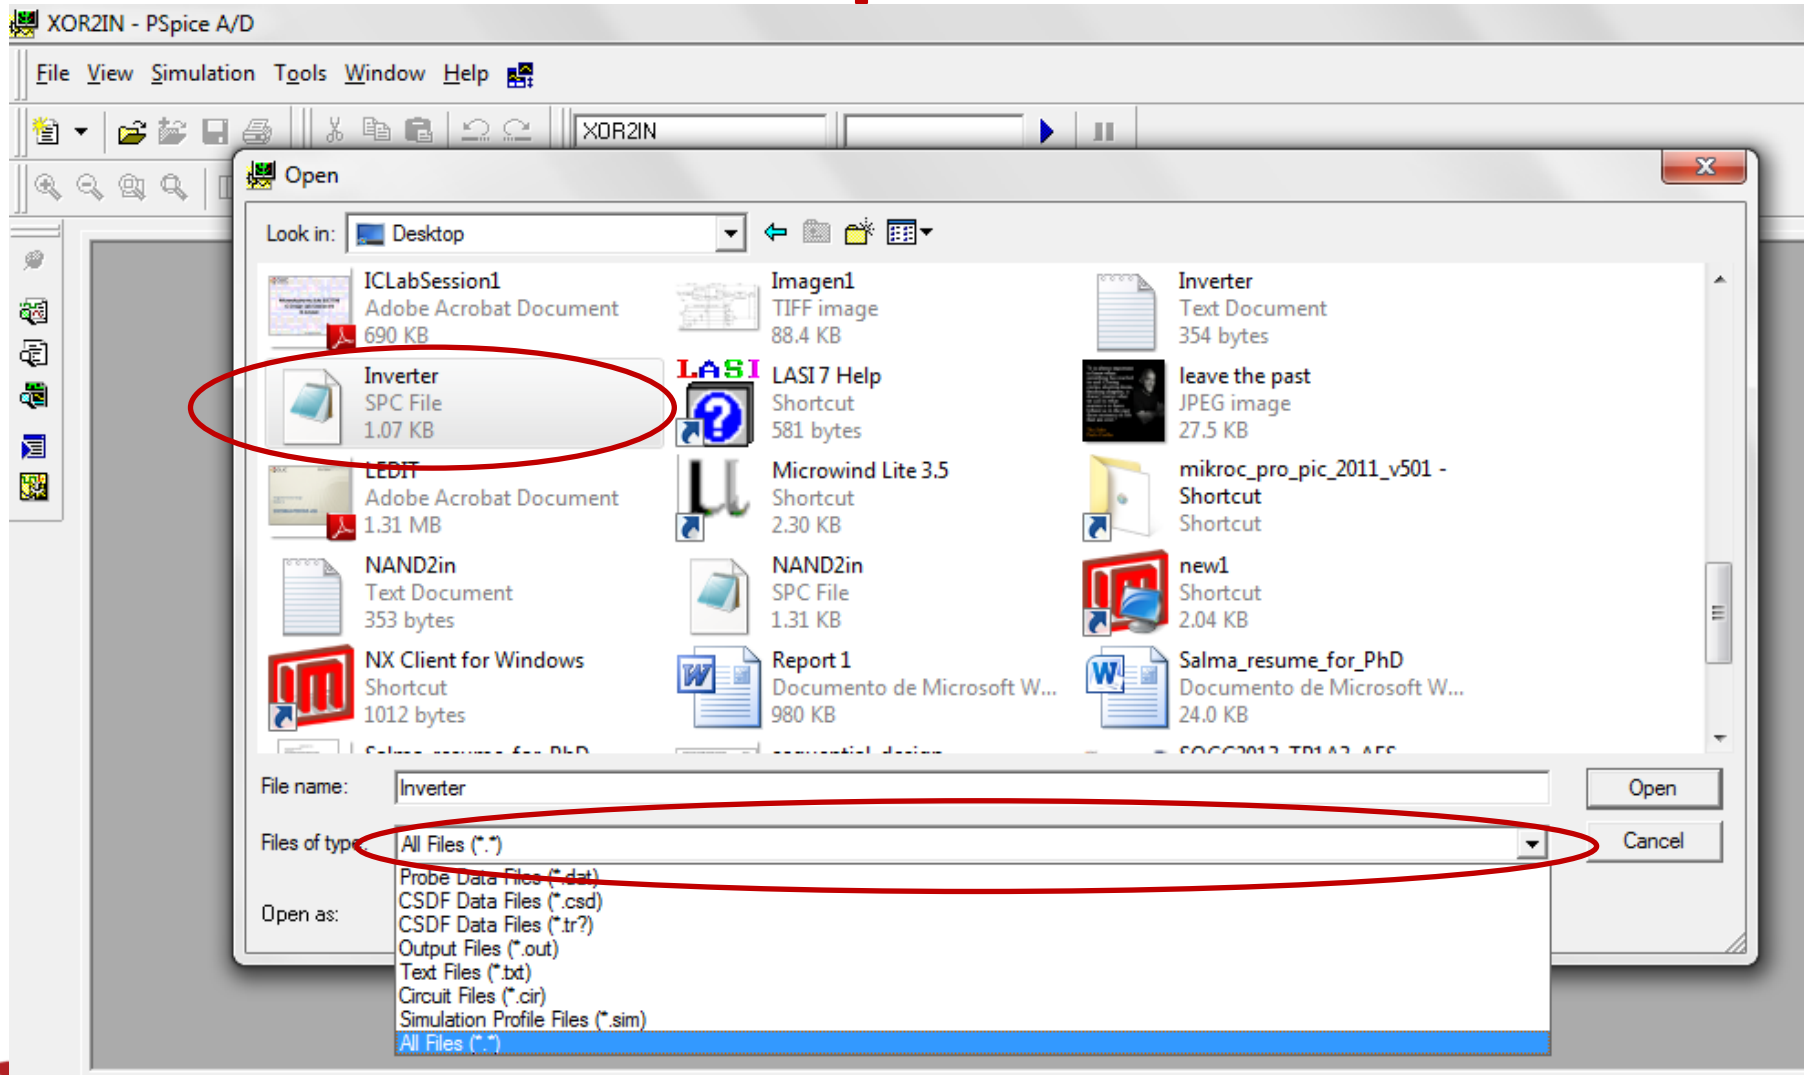 XOR2IN - PSpice A/D
File View Simulation Tools Window Help
XOR2IN
Open
Look in: Desktop
ICLabSession1
Adobe Acrobat Document
690 KB
Imagen1
TIFF image
88.4 KB
Inverter
Text Document
354 bytes
Inverter
SPC File
1.07 KB
LASI
LASI 7 Help
Shortcut
581 bytes
leave the past
JPEG image
27.5 KB
LEDIT
Adobe Acrobat Document
1.31 MB
Microwind Lite 3.5
Shortcut
2.30 KB
mikroc_pro_pic_2011_v501 -
Shortcut
Shortcut
NAND2in
Text Document
353 bytes
NAND2in
SPC File
1.31 KB
new1
Shortcut
2.04 KB
NX Client for Windows
Shortcut
1012 bytes
Report 1
Documento de Microsoft W...
980 KB
Salma_resume_for_PhD
Documento de Microsoft W...
24.0 KB
Salma_resume_for_PhD
sequential_design
File name: Inverter
Open
Files of type: All Files (*.*)
Cancel
Probe Data Files (*.dat)
CSDF Data Files (*.csd)
CSDF Data Files (*.tr?)
Output Files (*.out)
Text Files (*.txt)
Circuit Files (*.cir)
Simulation Profile Files (*.sim)
All Files (*.*)
Open as: